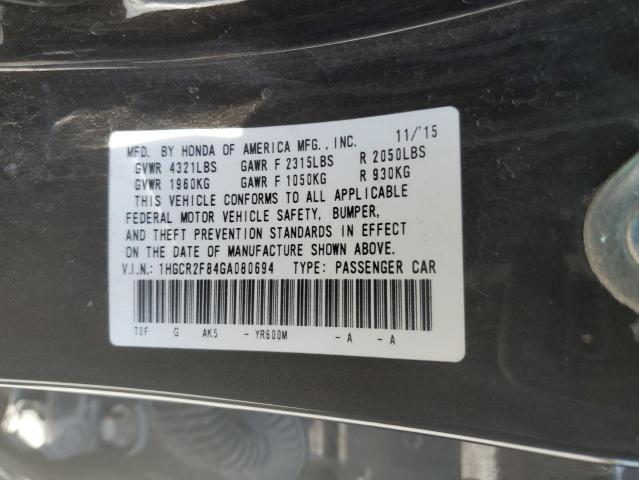 MFD. BY HONDA OF AMERICA MFG., INC. 11/'15
GVWR 4321LBS GAWR F 2315LBS R 2050LBS
GVWR 1960KG GAWR F 1050KG R 930KG
THIS VEHICLE CONFORMS TO ALL APPLICABLE
FEDERAL MOTOR VEHICLE SAFETY, BUMPER,
AND THEFT PREVENTION STANDARDS IN EFFECT
ON THE DATE OF MANUFACTURE SHOWN ABOVE.
V.I.N.: 1HGCR2F84GA080694 TYPE: PASSENGER CAR
T2F G AK5 - YR600M - A - A